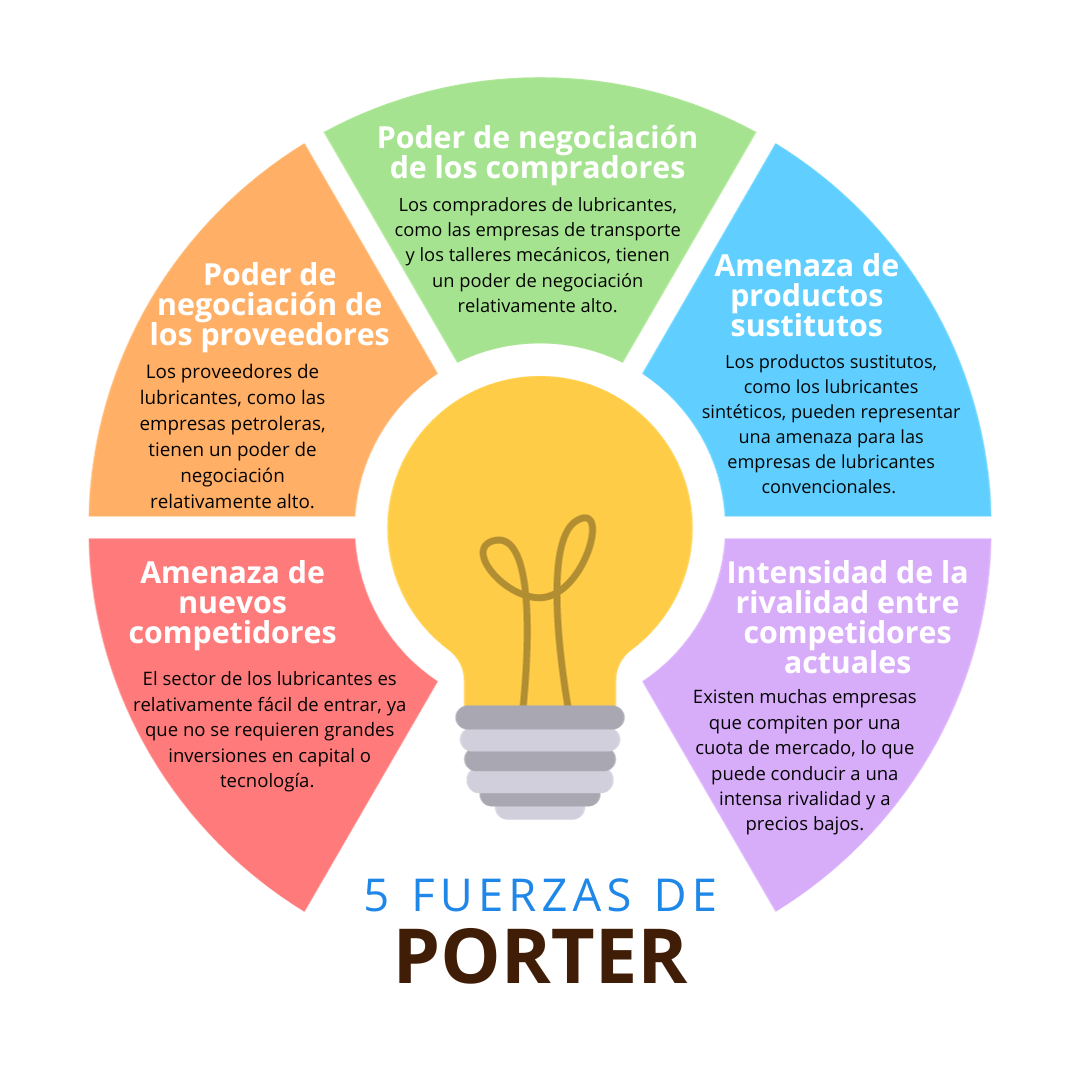 Poder de negociación
de los compradores
Los compradores de lubricantes,
como las empresas de transporte
y los talleres mecánicos, tienen
un poder de negociación
relativamente alto.
Poder de
negociación de
los proveedores
Los proveedores de
lubricantes, como las
empresas petroleras,
tienen un poder de
negociación
relativamente alto.
Amenaza de
productos
sustitutos
Los productos sustitutos,
como los lubricantes
sintéticos, pueden representar
una amenaza para las
empresas de lubricantes
convencionales.
Amenaza de
nuevos
competidores
El sector de los lubricantes es
relativamente fácil de entrar, ya
que no se requieren grandes
inversiones en capital o
tecnología.
Intensidad de la
rivalidad entre
competidores
actuales
Existen muchas empresas
que compiten por una
cuota de mercado, lo que
puede conducir a una
intensa rivalidad y a
precios bajos.
5 FUERZAS DE
PORTER